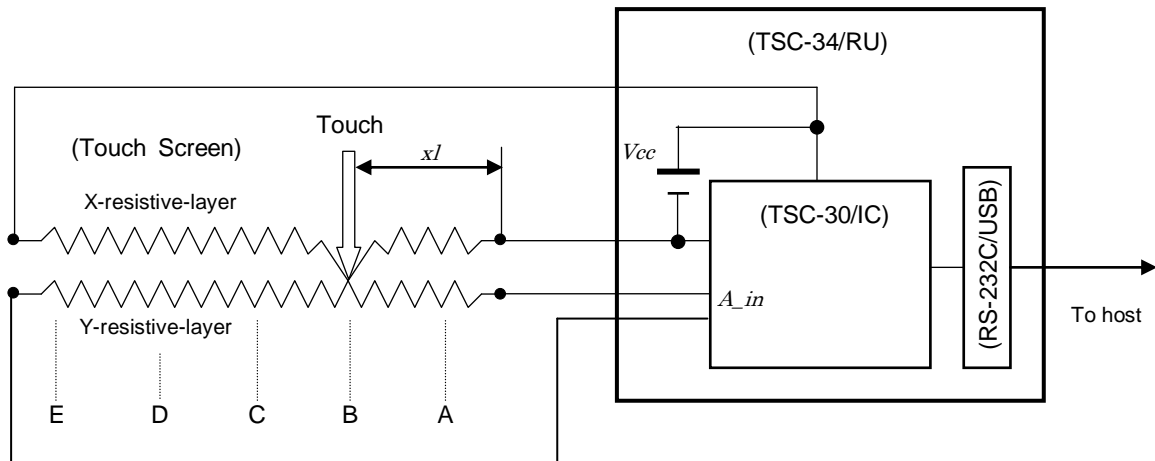 (TSC-34/RU)
Touch
(Touch Screen)
xl
Vcc
X-resistive-layer
(TSC-30/IC)
(RS-232C/USB)
A_in
To host
Y-resistive-layer
E D C B A